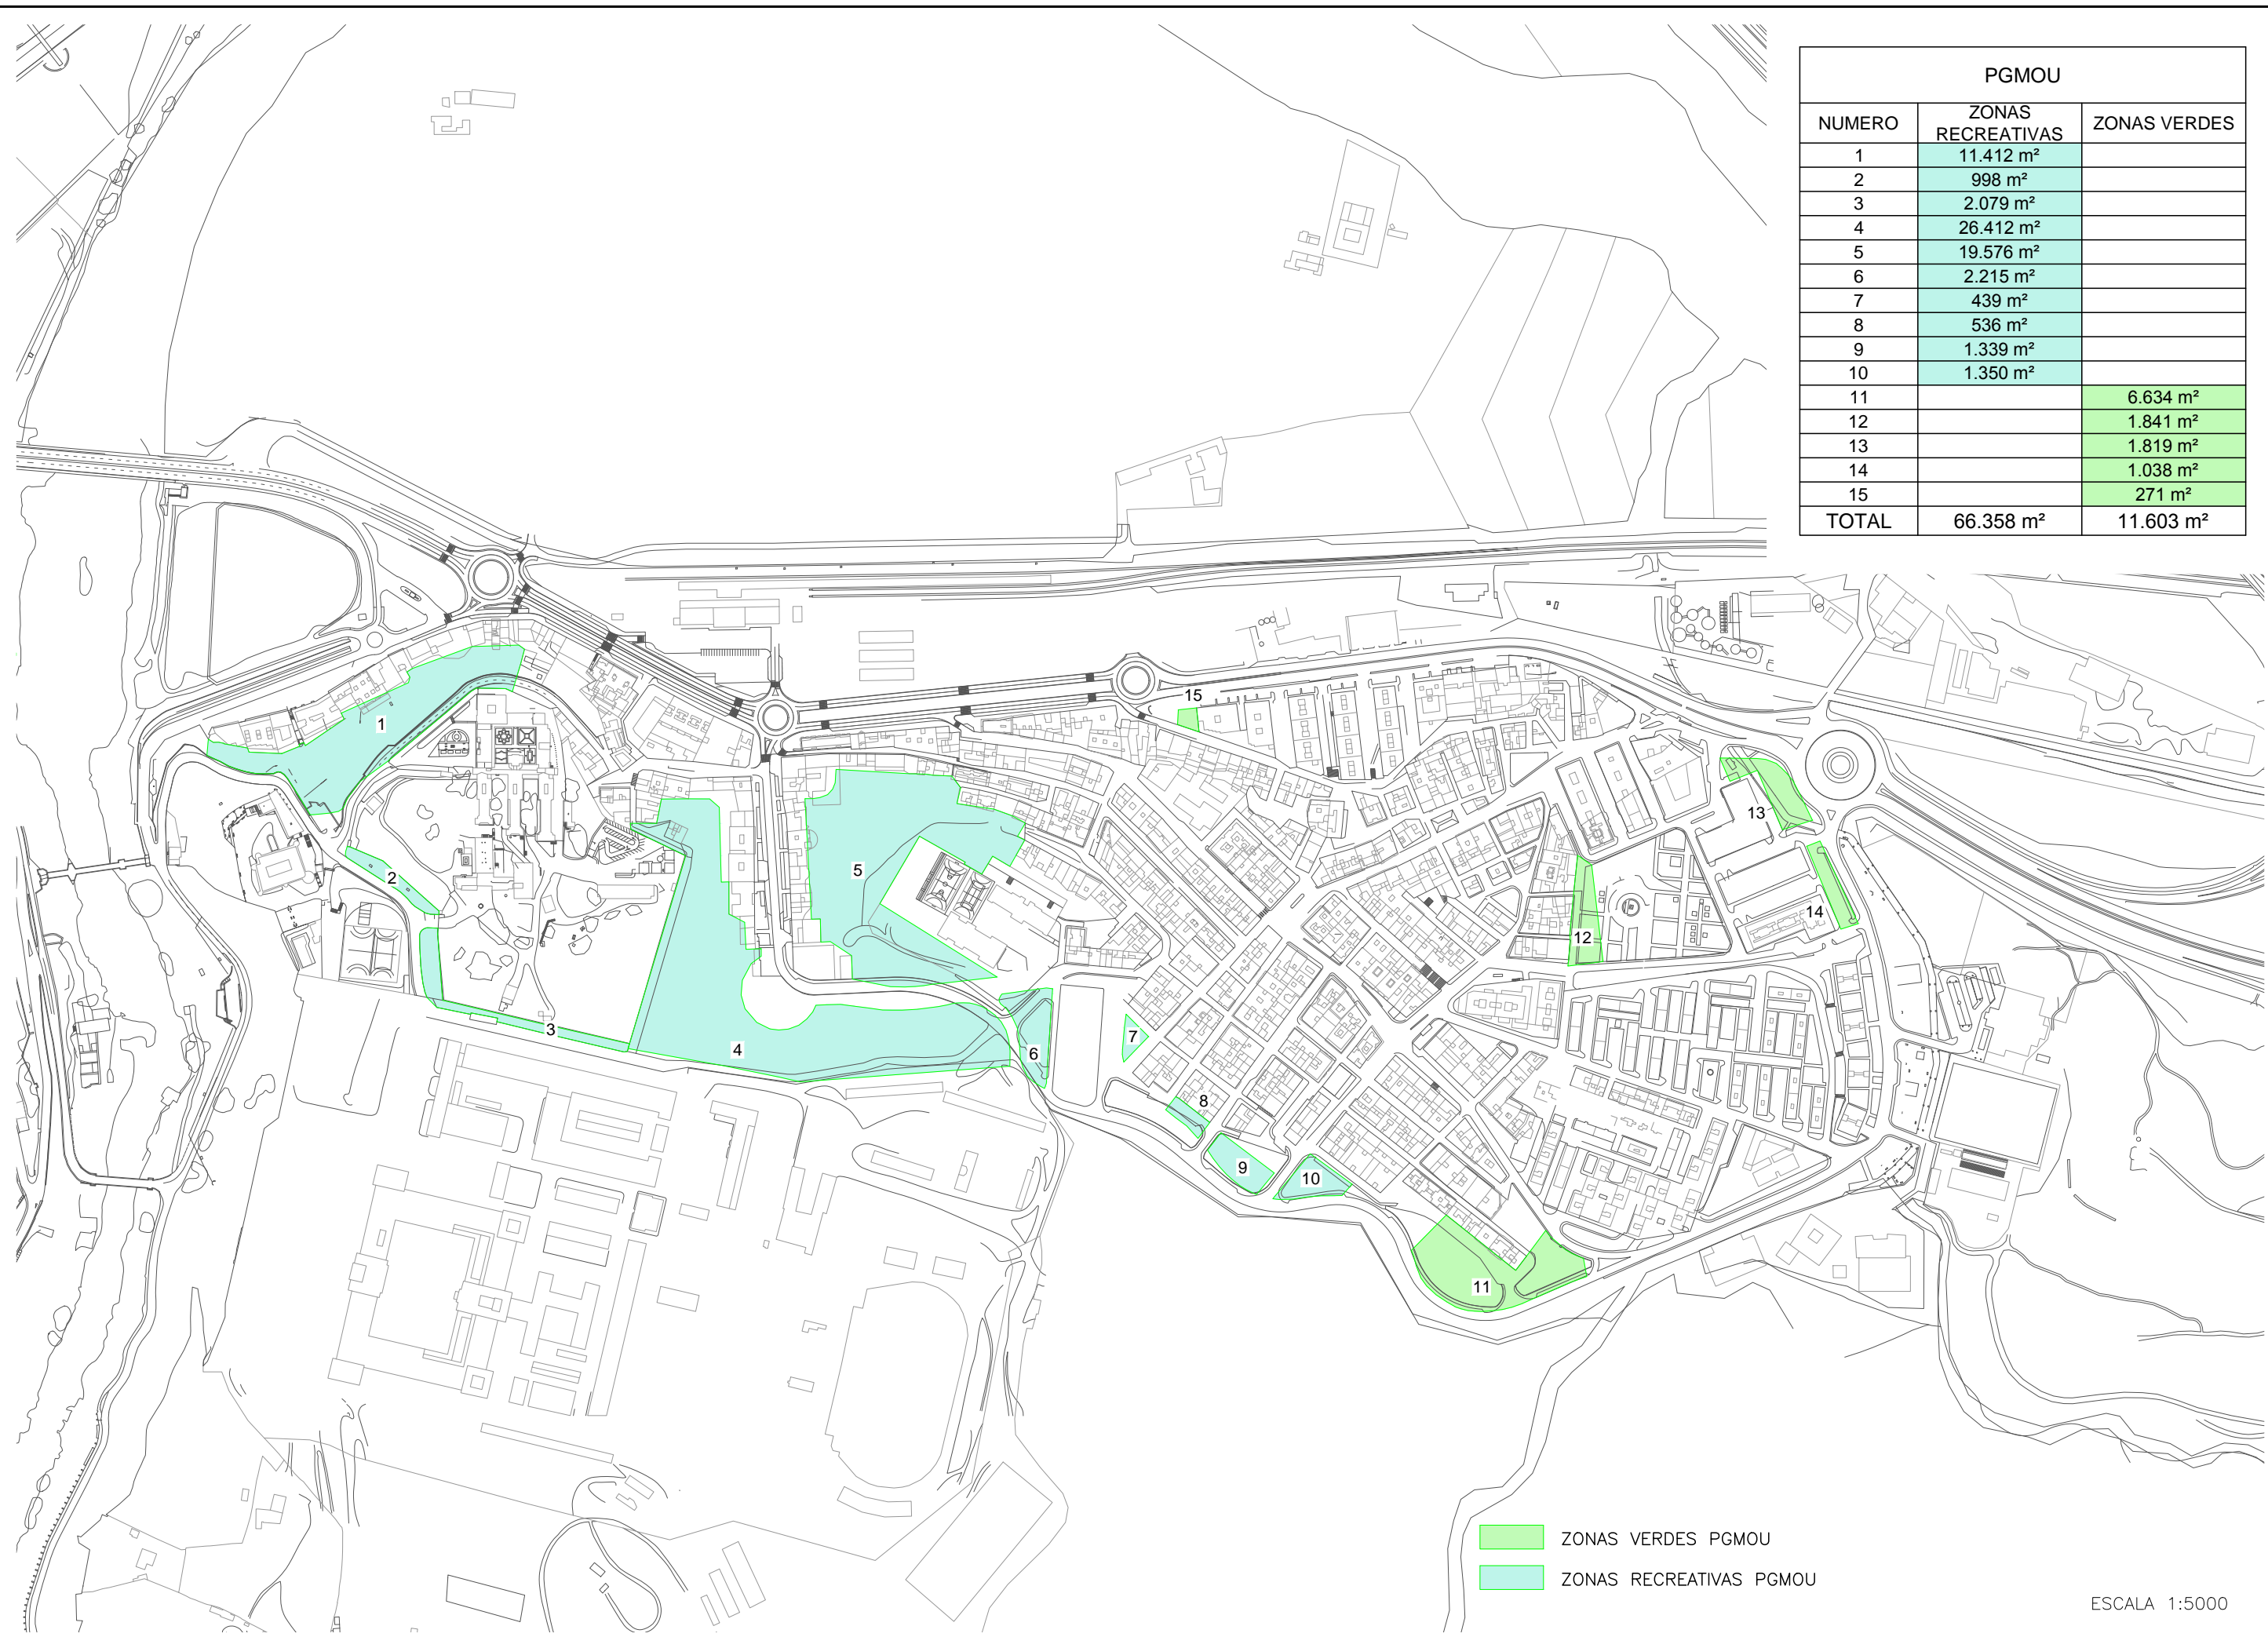 PGMOU
NUMERO ZONAS RECREATIVAS ZONAS VERDES
1 11.412 m²
2 998 m²
3 2.079 m²
4 26.412 m²
5 19.576 m²
6 2.215 m²
7 439 m²
8 536 m²
9 1.339 m²
10 1.350 m²
11 6.634 m²
12 1.841 m²
13 1.819 m²
14 1.038 m²
15 271 m²
TOTAL 66.358 m² 11.603 m²
15
1
13
5
2
14
12
3
4
6
7
8
9
10
11
ZONAS VERDES PGMOU
ZONAS RECREATIVAS PGMOU
ESCALA 1:5000